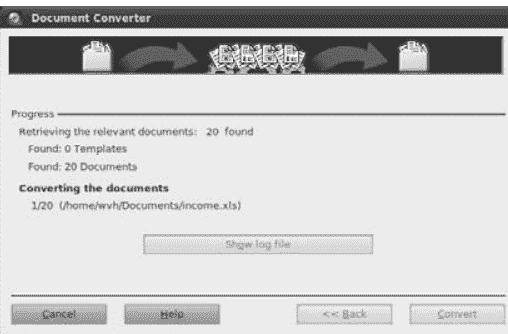 Document Converter
Progress
Retrieving the relevant documents: 20 found
Found: 0 Templates
Found: 20 Documents
Converting the documents
1/20 (/home/wvh/Documents/income.xls)
Show log file
Cancel
Help
<< Back
Convert